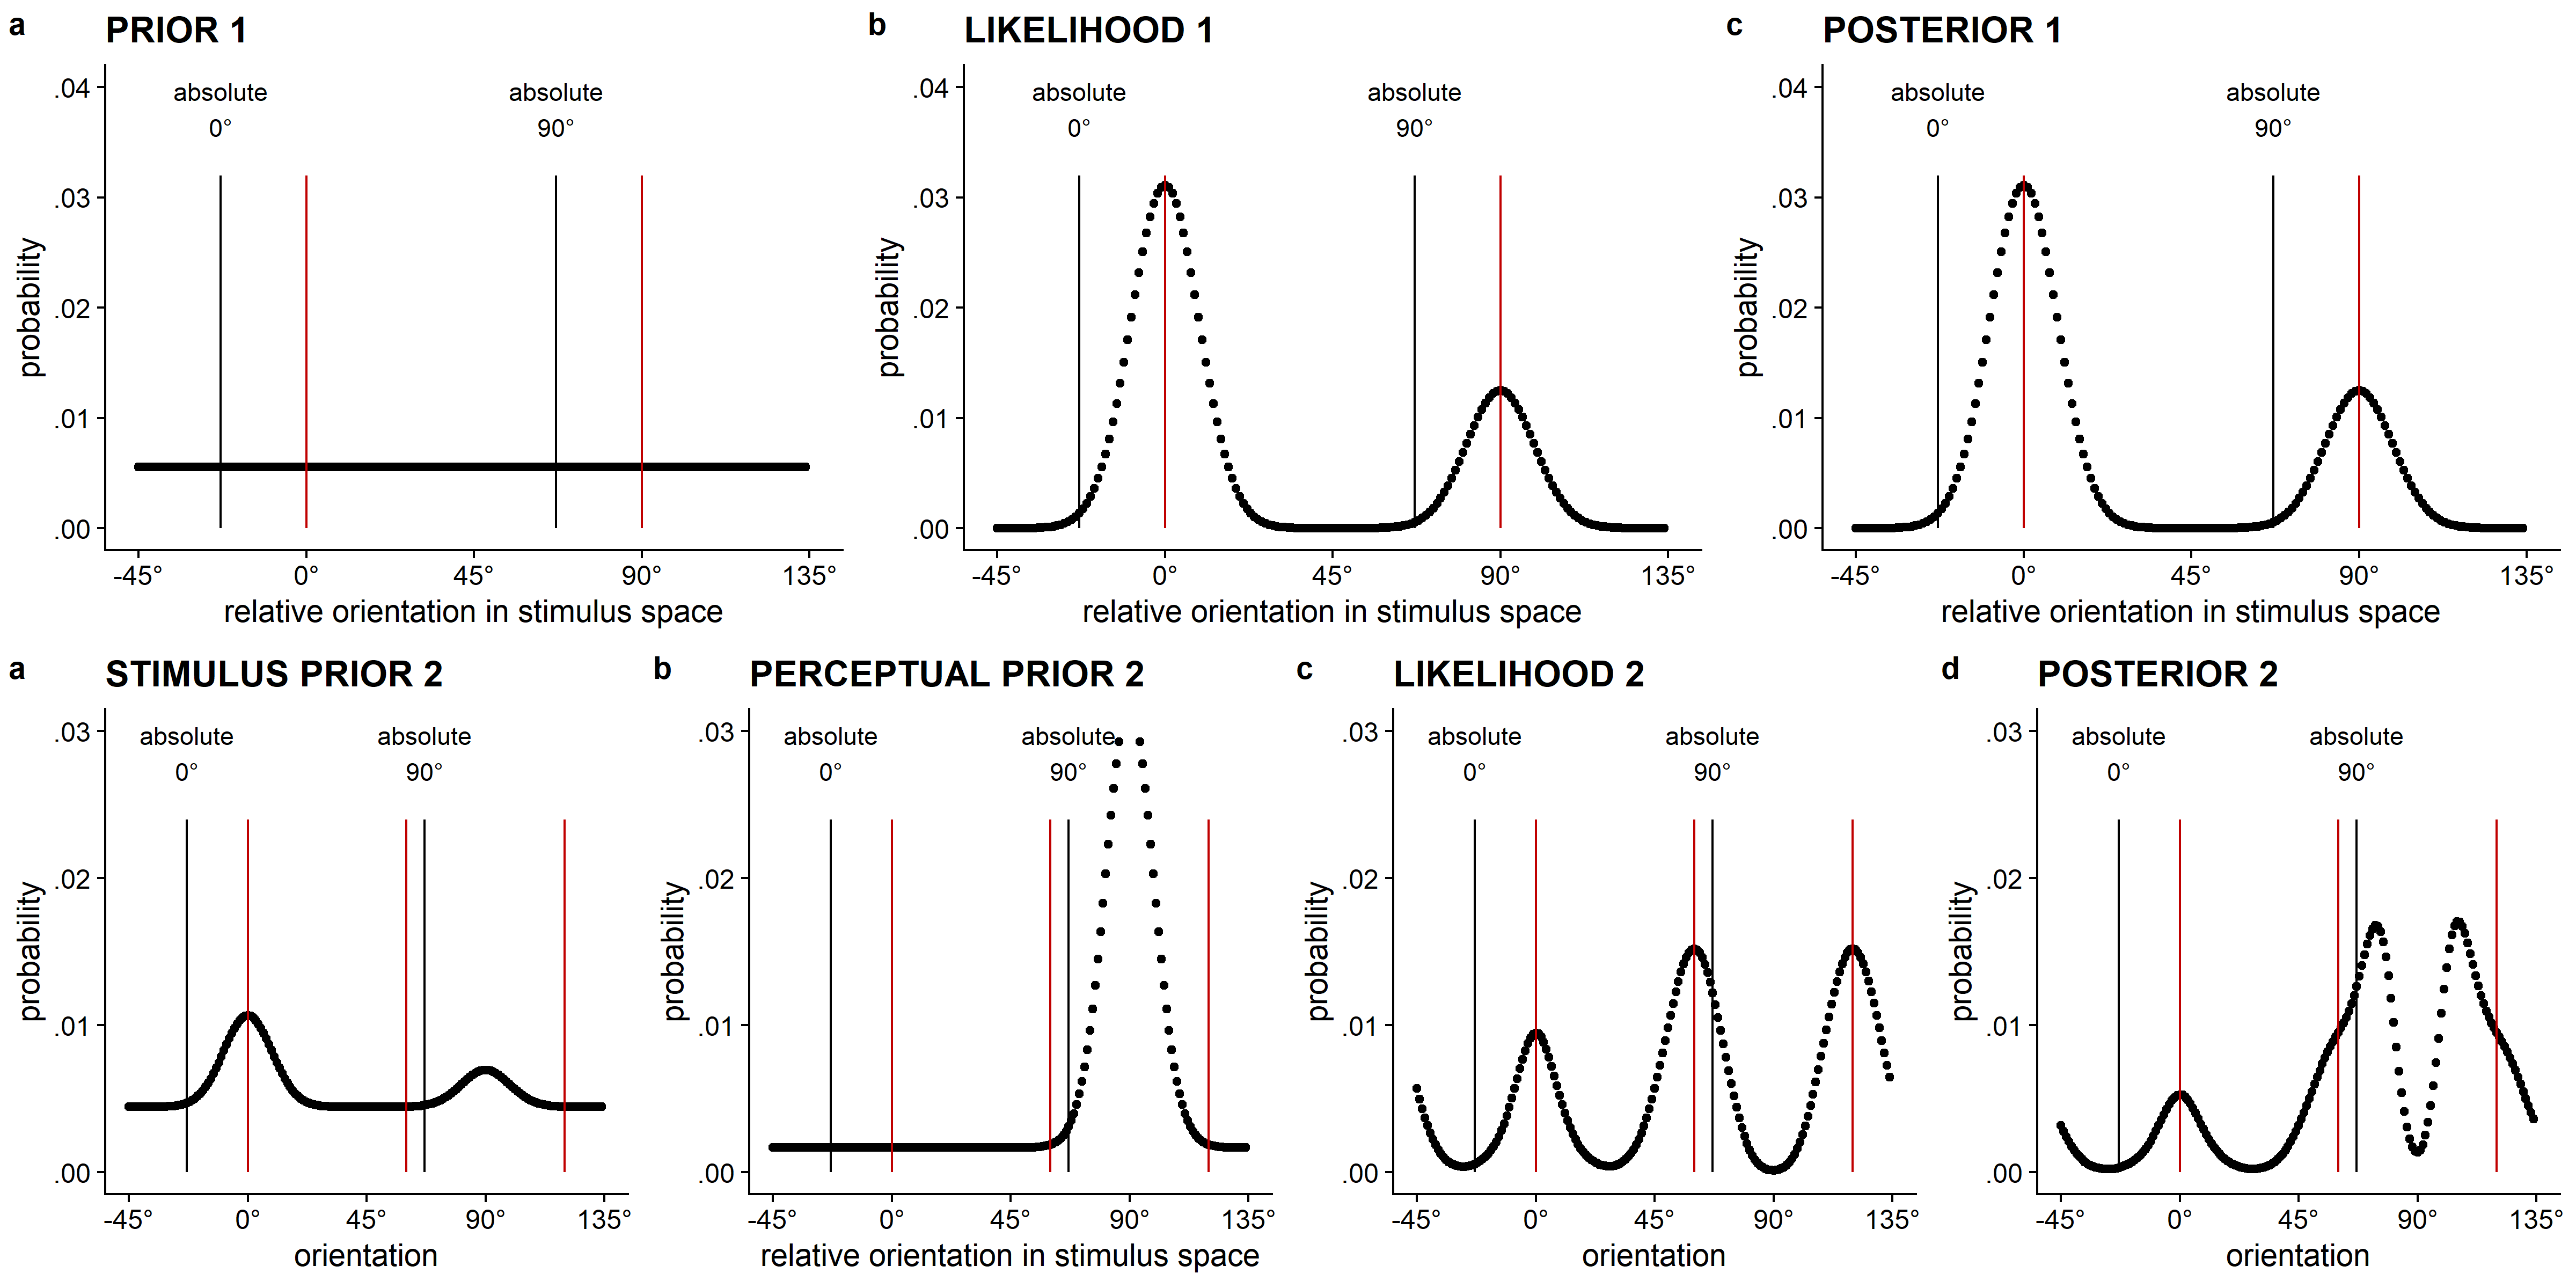 a PRIOR 1
absolute
0°
absolute
90°
.04
.03
.02
.01
.00
probability
-45° 0° 45° 90° 135°
relative orientation in stimulus space
b LIKELIHOOD 1
absolute
0°
absolute
90°
.04
.03
.02
.01
.00
probability
-45° 0° 45° 90° 135°
relative orientation in stimulus space
c POSTERIOR 1
absolute
0°
absolute
90°
.04
.03
.02
.01
.00
probability
-45° 0° 45° 90° 135°
relative orientation in stimulus space
a STIMULUS PRIOR 2
absolute
0°
absolute
90°
.03
.02
.01
.00
probability
-45° 0° 45° 90° 135°
orientation
b PERCEPTUAL PRIOR 2
absolute
0°
absolute
90°
.03
.02
.01
.00
probability
-45° 0° 45° 90° 135°
relative orientation in stimulus space
c LIKELIHOOD 2
absolute
0°
absolute
90°
.03
.02
.01
.00
probability
-45° 0° 45° 90° 135°
orientation
d POSTERIOR 2
absolute
0°
absolute
90°
.03
.02
.01
.00
probability
-45° 0° 45° 90° 135°
orientation